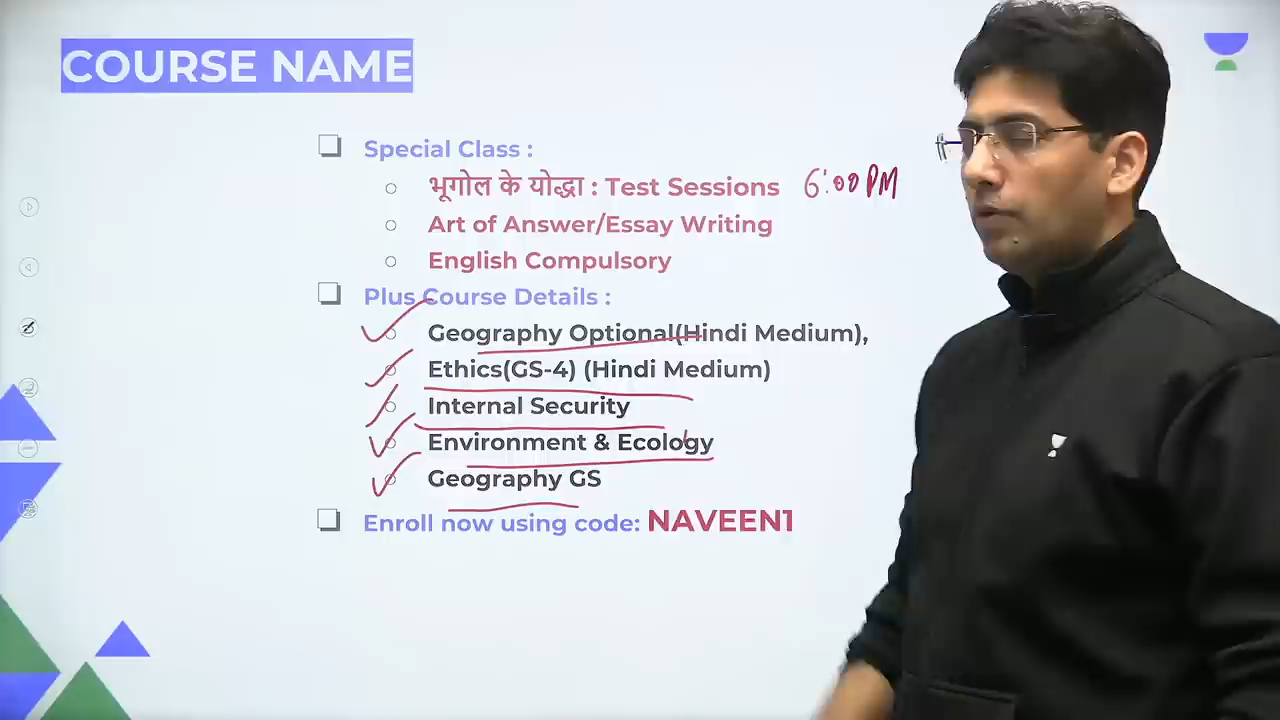 COURSE NAME
Special Class :
भूगोल के योद्धा : Test Sessions 6:00 PM
Art of Answer/Essay Writing
English Compulsory
Plus Course Details :
Geography Optional(Hindi Medium),
Ethics(GS-4) (Hindi Medium)
Internal Security
Environment & Ecology
Geography GS
Enroll now using code: NAVEEN1